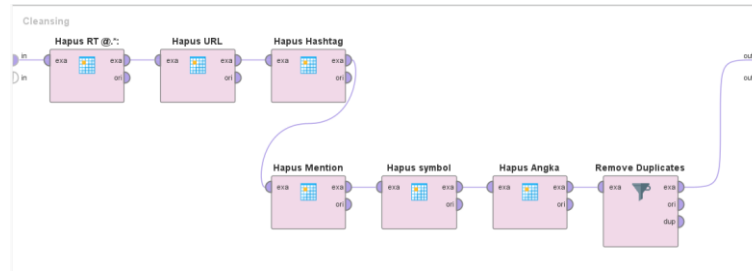 Cleansing
Hapus RT @.*: Hapus URL Hapus Hashtag
in exa exa exa exa exa exa out
in ori ori ori out
Hapus Mention Hapus symbol Hapus Angka Remove Duplicates
exa exa exa exa exa exa exa exa
ori ori ori ori
dup